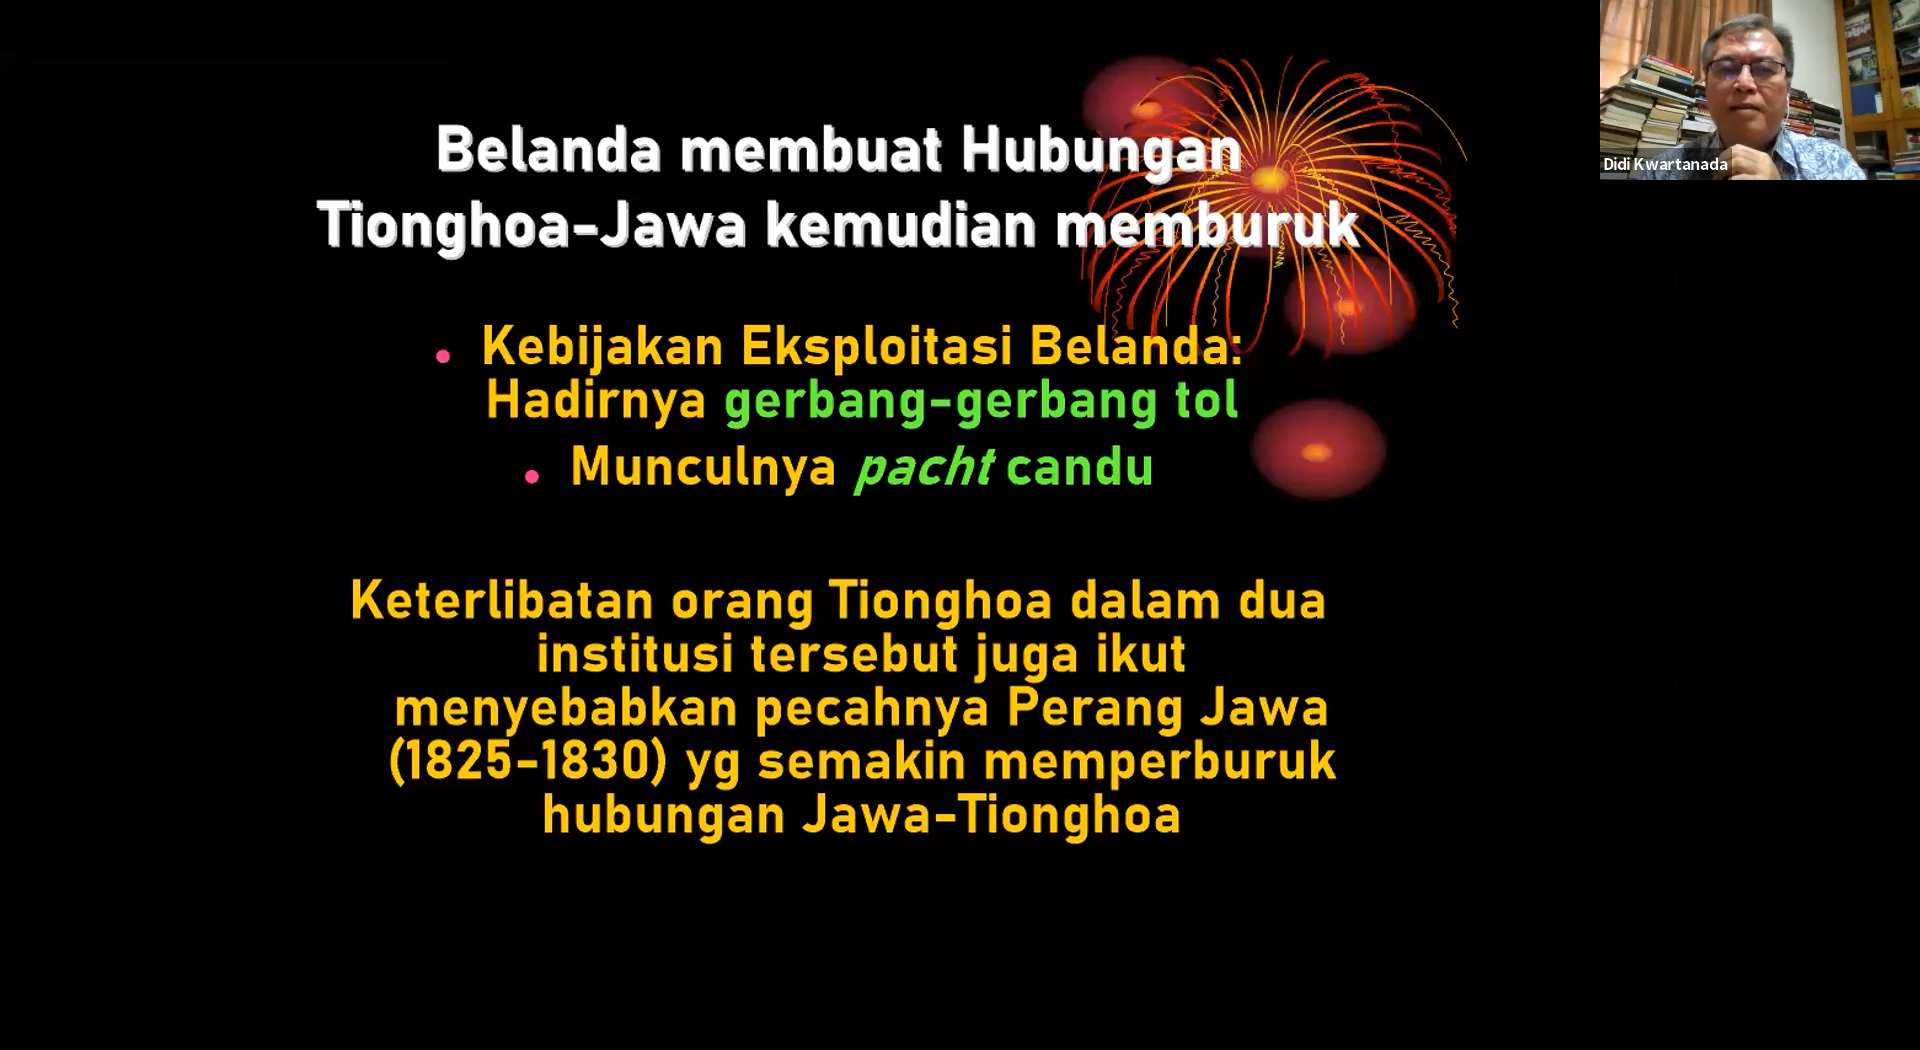 Belanda membuat Hubungan
Tionghoa-Jawa kemudian memburuk
• Kebijakan Eksploitasi Belanda:
Hadirnya gerbang-gerbang tol
• Munculnya pacht candu
Keterlibatan orang Tionghoa dalam dua
institusi tersebut juga ikut
menyebabkan pecahnya Perang Jawa
(1825-1830) yg semakin memperburuk
hubungan Jawa-Tionghoa
Didi Kwartanada